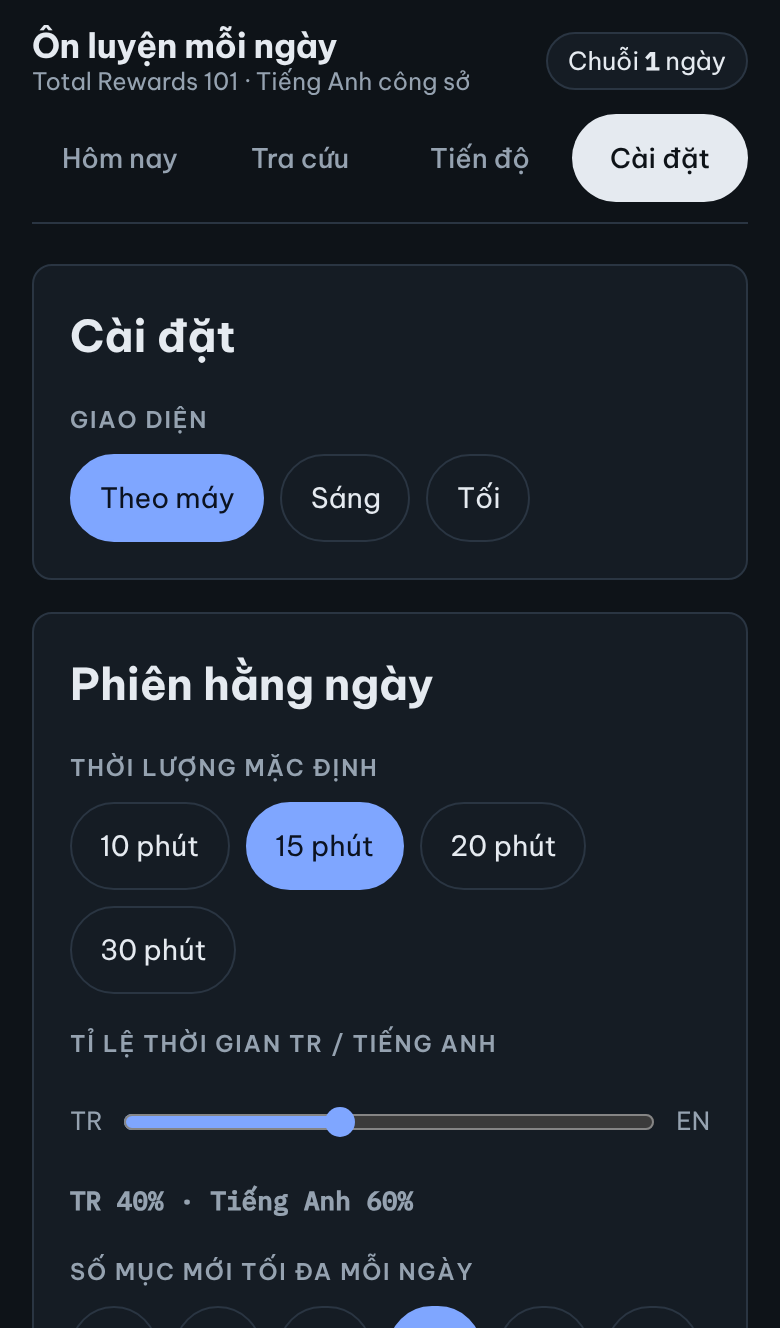 Ôn luyện mỗi ngày
Total Rewards 101 · Tiếng Anh công sở
Chuỗi 1 ngày
Hôm nay
Tra cứu
Tiến độ
Cài đặt
Cài đặt
GIAO DIỆN
Theo máy
Sáng
Tối
Phiên hằng ngày
THỜI LƯỢNG MẶC ĐỊNH
10 phút
15 phút
20 phút
30 phút
TỈ LỆ THỜI GIAN TR / TIẾNG ANH
TR
EN
TR 40% · Tiếng Anh 60%
SỐ MỤC MỚI TỐI ĐA MỖI NGÀY